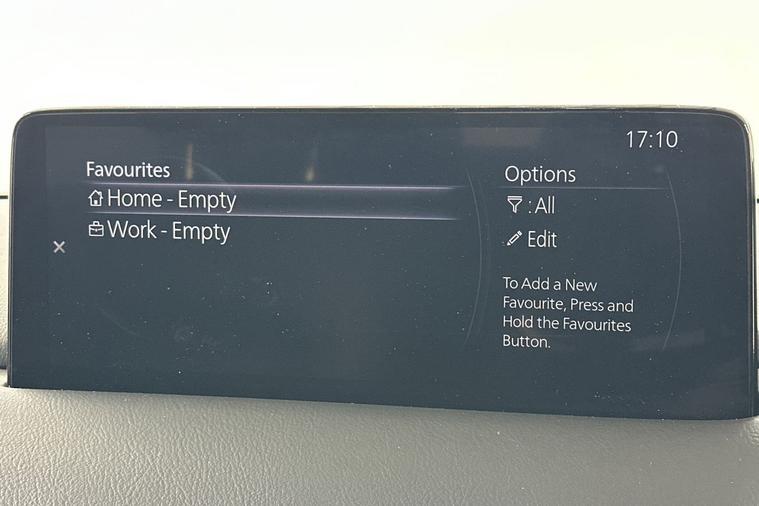 17:10
Favourites
Home - Empty
Work - Empty
Options
: All
Edit
To Add a New
Favourite, Press and
Hold the Favourites
Button.